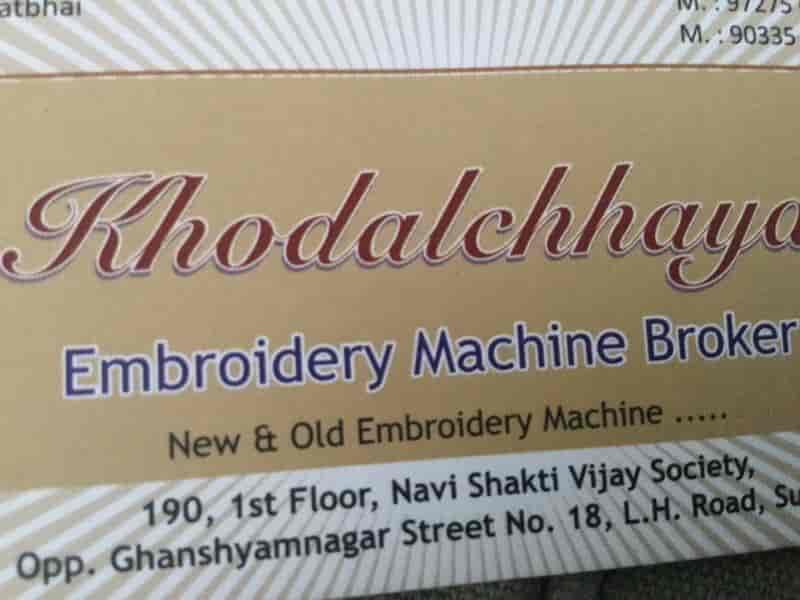 atbhai
M. : 97275
M. : 90335
Khodalchhaya
Embroidery Machine Broker
New & Old Embroidery Machine .....
190, 1st Floor, Navi Shakti Vijay Society,
Opp. Ghanshyamnagar Street No. 18, L.H. Road, Su